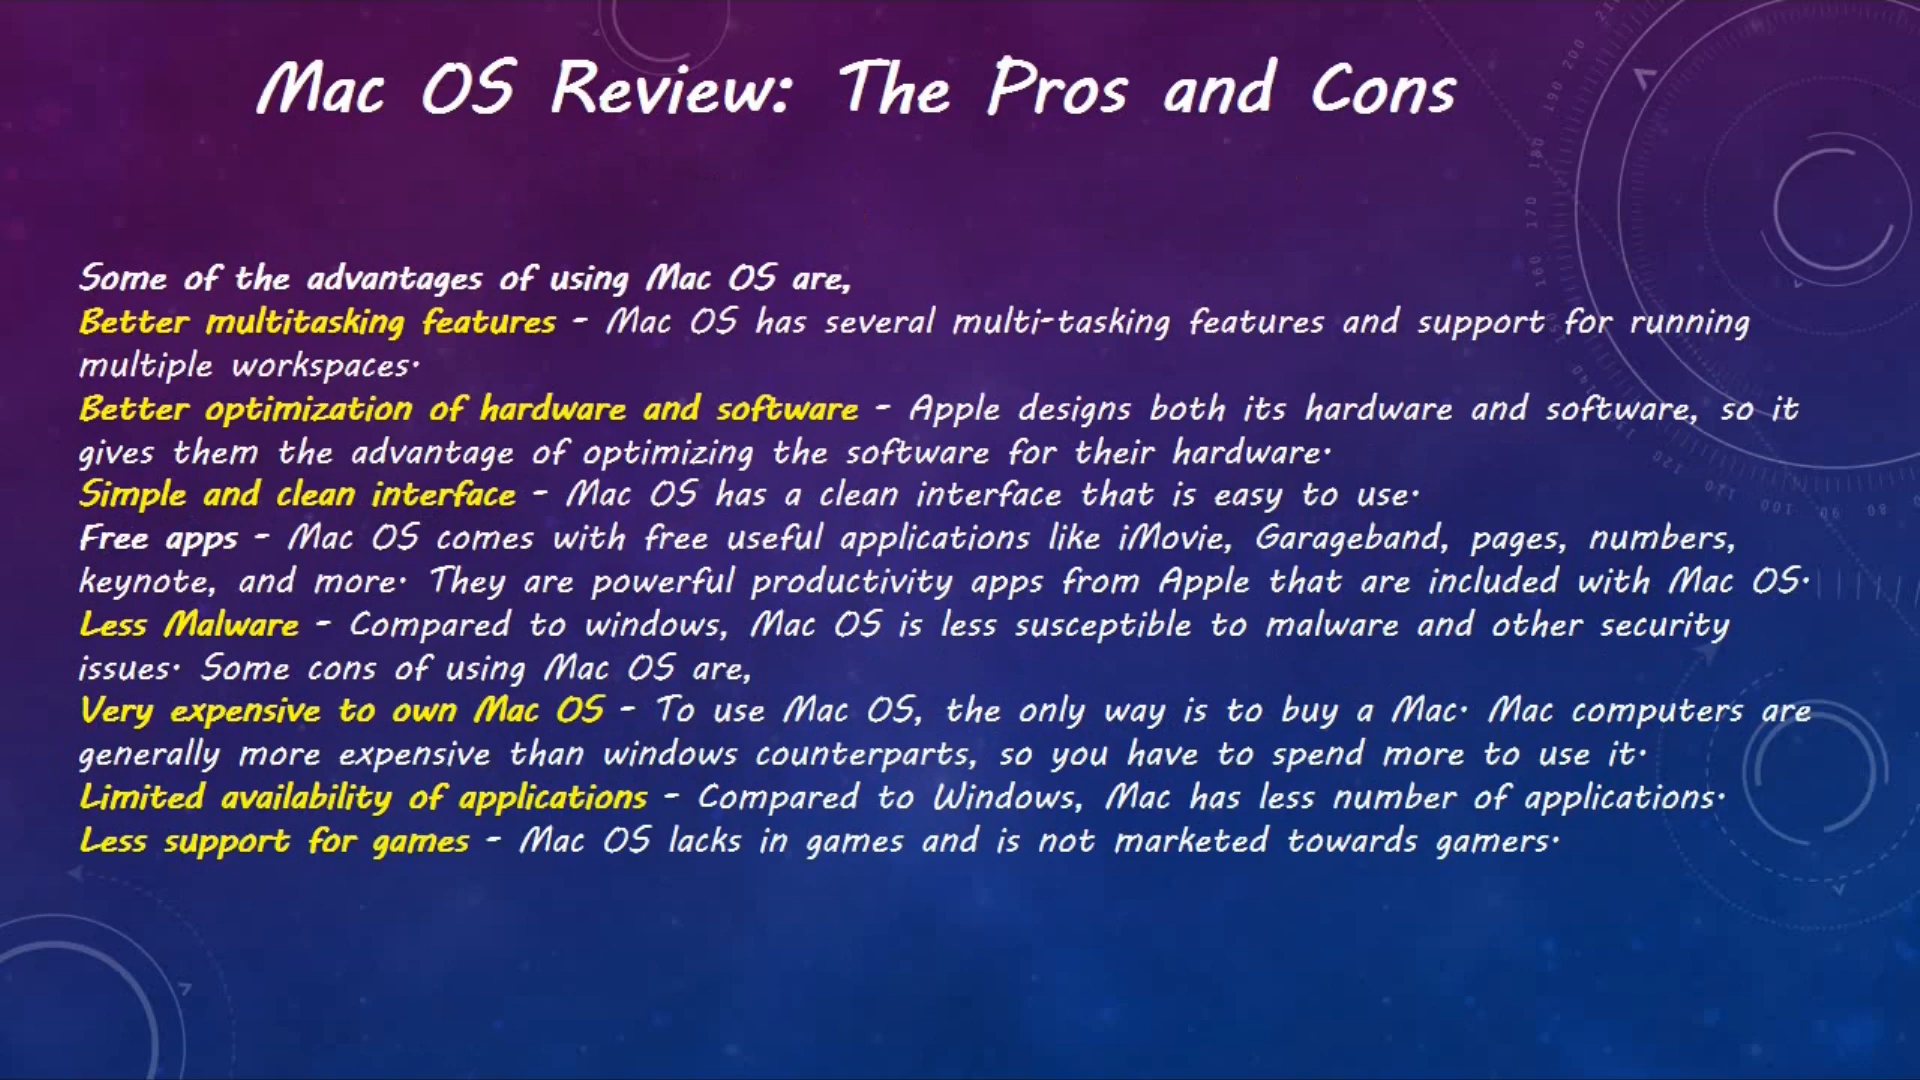 Mac OS Review: The Pros and Cons
Some of the advantages of using Mac OS are,
Better multitasking features - Mac OS has several multi-tasking features and support for running
multiple workspaces.
Better optimization of hardware and software - Apple designs both its hardware and software, so it
gives them the advantage of optimizing the software for their hardware.
Simple and clean interface - Mac OS has a clean interface that is easy to use.
Free apps - Mac OS comes with free useful applications like iMovie, Garageband, pages, numbers,
keynote, and more. They are powerful productivity apps from Apple that are included with Mac OS.
Less Malware - Compared to windows, Mac OS is less susceptible to malware and other security
issues. Some cons of using Mac OS are,
Very expensive to own Mac OS - To use Mac OS, the only way is to buy a Mac. Mac computers are
generally more expensive than windows counterparts, so you have to spend more to use it.
Limited availability of applications - Compared to Windows, Mac has less number of applications.
Less support for games - Mac OS lacks in games and is not marketed towards gamers.